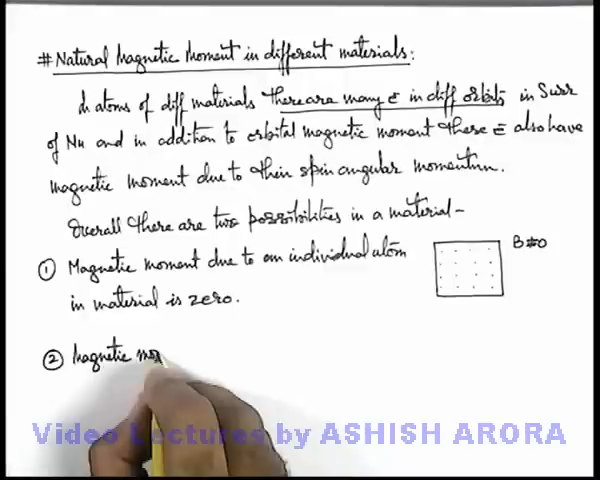 # Natural Magnetic Moment in different materials:
In atoms of diff materials there are many e⁻ in diff orbits in Surr
of Nu and in addition to orbital magnetic moment these e⁻ also have
magnetic moment due to their spin angular momentum.
Overall there are two possibilities in a material-
① Magnetic moment due to an individual atom
in material is zero.
B=0
② Magnetic mo
Video Lectures by ASHISH ARORA